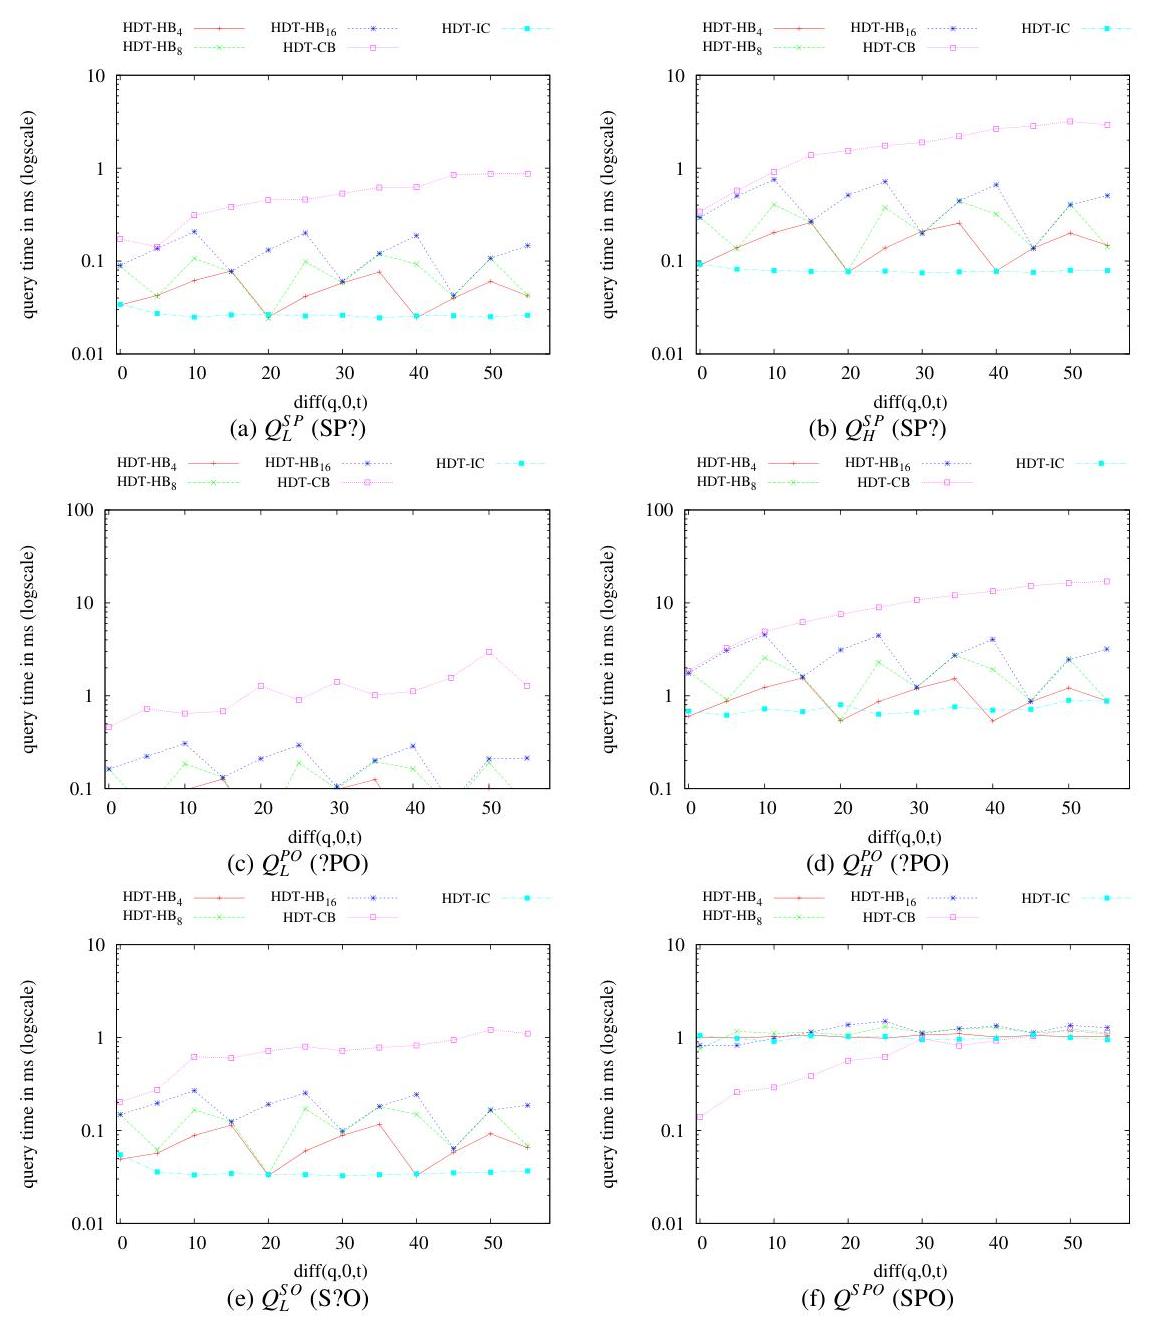 HDT-HB4 HDT-HB16 HDT-IC
HDT-HB8 HDT-CB
10
1
0.1
0.01
query time in ms (logscale)
0 10 20 30 40 50
diff(q,0,t)
(a) Q_L^SP (SP?)
HDT-HB4 HDT-HB16 HDT-IC
HDT-HB8 HDT-CB
10
1
0.1
0.01
query time in ms (logscale)
0 10 20 30 40 50
diff(q,0,t)
(b) Q_H^SP (SP?)
HDT-HB4 HDT-HB16 HDT-IC
HDT-HB8 HDT-CB
100
10
1
0.1
query time in ms (logscale)
0 10 20 30 40 50
diff(q,0,t)
(c) Q_L^PO (?PO)
HDT-HB4 HDT-HB16 HDT-IC
HDT-HB8 HDT-CB
100
10
1
0.1
query time in ms (logscale)
0 10 20 30 40 50
diff(q,0,t)
(d) Q_H^PO (?PO)
HDT-HB4 HDT-HB16 HDT-IC
HDT-HB8 HDT-CB
10
1
0.1
0.01
query time in ms (logscale)
0 10 20 30 40 50
diff(q,0,t)
(e) Q_L^SO (S?O)
HDT-HB4 HDT-HB16 HDT-IC
HDT-HB8 HDT-CB
10
1
0.1
0.01
query time in ms (logscale)
0 10 20 30 40 50
diff(q,0,t)
(f) Q^SPO (SPO)